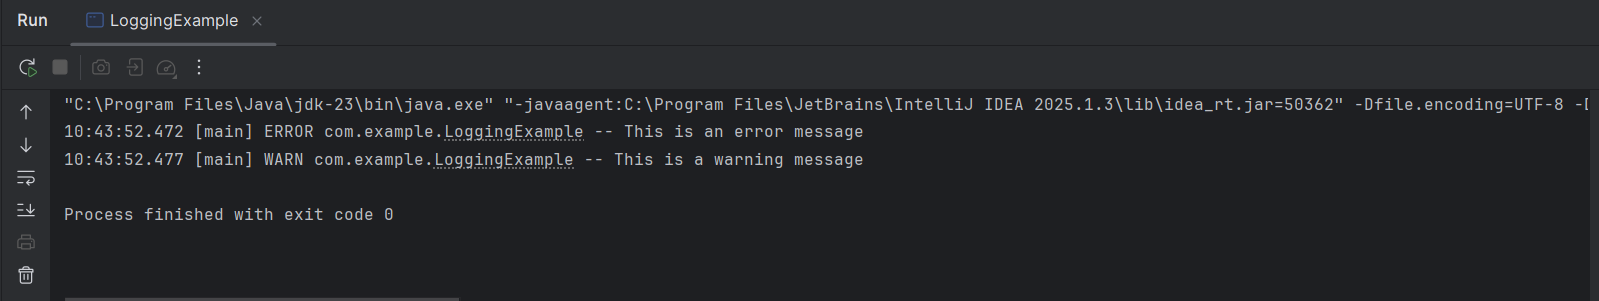 Run LoggingExample
"C:\Program Files\Java\jdk-23\bin\java.exe" "-javaagent:C:\Program Files\JetBrains\IntelliJ IDEA 2025.1.3\lib\idea_rt.jar=50362" -Dfile.encoding=UTF-8 -D
10:43:52.472 [main] ERROR com.example.LoggingExample -- This is an error message
10:43:52.477 [main] WARN com.example.LoggingExample -- This is a warning message
Process finished with exit code 0